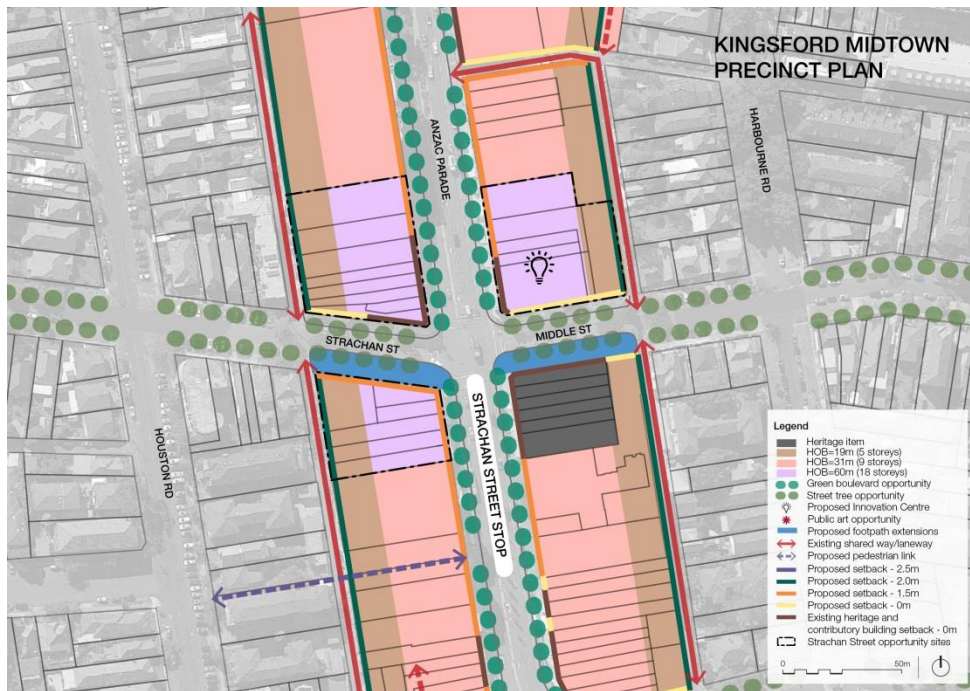 KINGSFORD MIDTOWN
PRECINCT PLAN
ANZAC PARADE
HARBOURNE RD
STRACHAN ST
MIDDLE ST
HOUSTON RD
STRACHAN STREET STOP
Legend
Heritage item
HOB=19m (5 storeys)
HOB=31m (9 storeys)
HOB=60m (18 storeys)
Green boulevard opportunity
Street tree opportunity
Proposed Innovation Centre
Public art opportunity
Proposed footpath extensions
Existing shared way/laneway
Proposed pedestrian link
Proposed setback - 2.5m
Proposed setback - 2.0m
Proposed setback - 1.5m
Proposed setback - 0m
Existing heritage and
contributory building setback - 0m
Strachan Street opportunity sites
0 50m